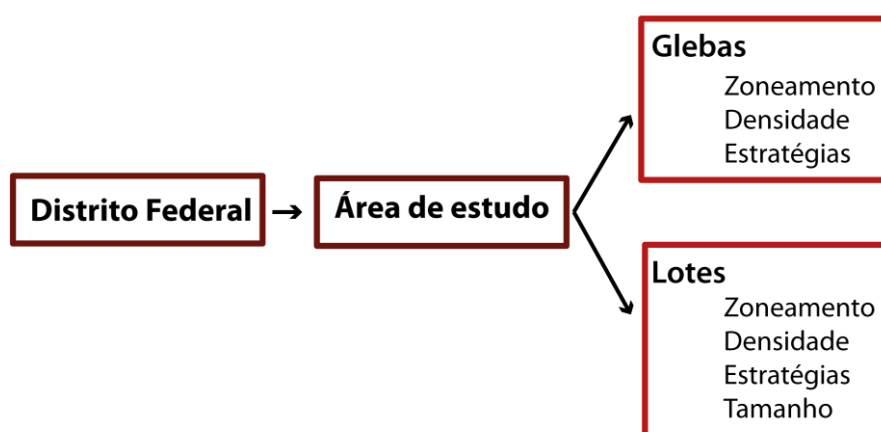 Distrito Federal
Área de estudo
Glebas
Zoneamento
Densidade
Estratégias
Lotes
Zoneamento
Densidade
Estratégias
Tamanho